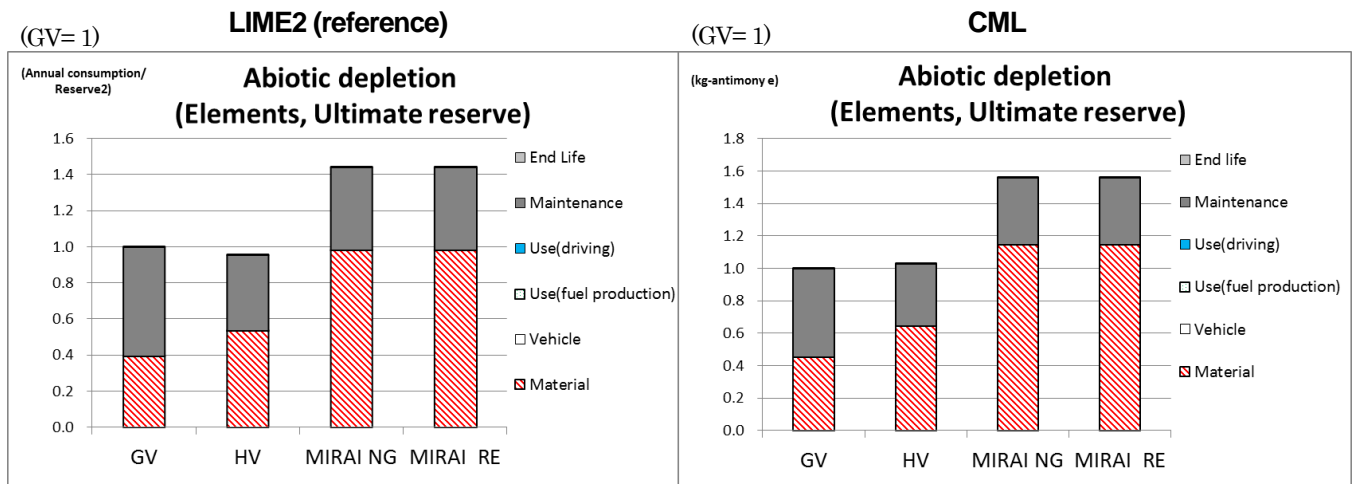 LIME2 (reference)
(GV= 1)
(Annual consumption/
Reserve2)
Abiotic depletion
(Elements, Ultimate reserve)
1.6
1.4
1.2
1.0
0.8
0.6
0.4
0.2
0.0
GV
HV
MIRAI NG
MIRAI RE
End Life
Maintenance
Use(driving)
Use(fuel production)
Vehicle
Material
CML
(GV= 1)
(kg-antimony e)
Abiotic depletion
(Elements, Ultimate reserve)
1.8
1.6
1.4
1.2
1.0
0.8
0.6
0.4
0.2
0.0
GV
HV
MIRAI NG
MIRAI RE
End life
Maintenance
Use(driving)
Use(fuel production)
Vehicle
Material